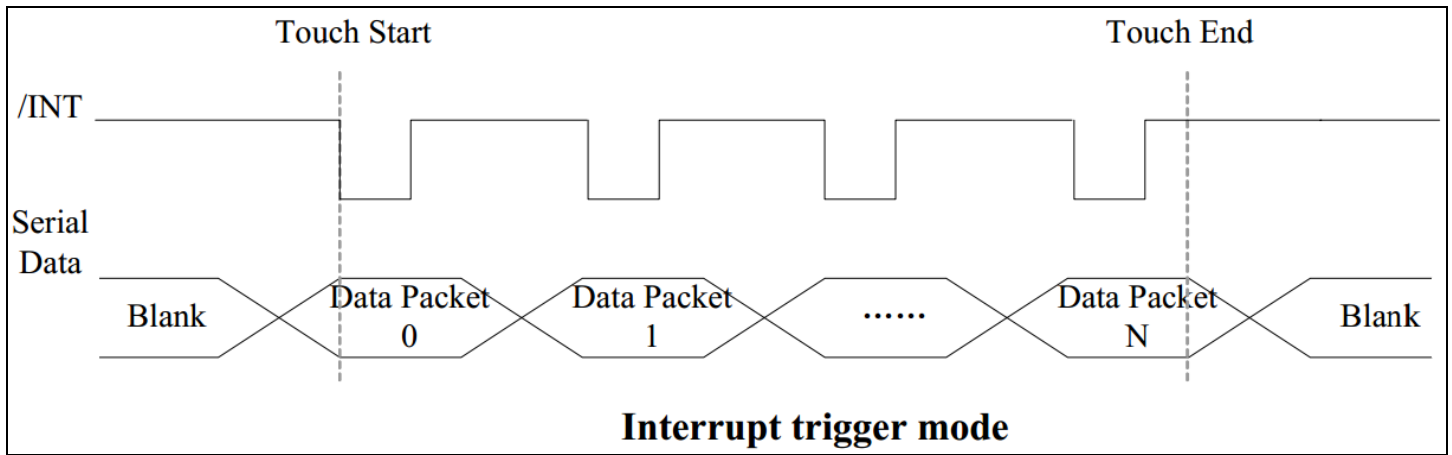 Touch Start
Touch End
/INT
Serial
Data
Blank
Data Packet
0
Data Packet
1
......
Data Packet
N
Blank
Interrupt trigger mode